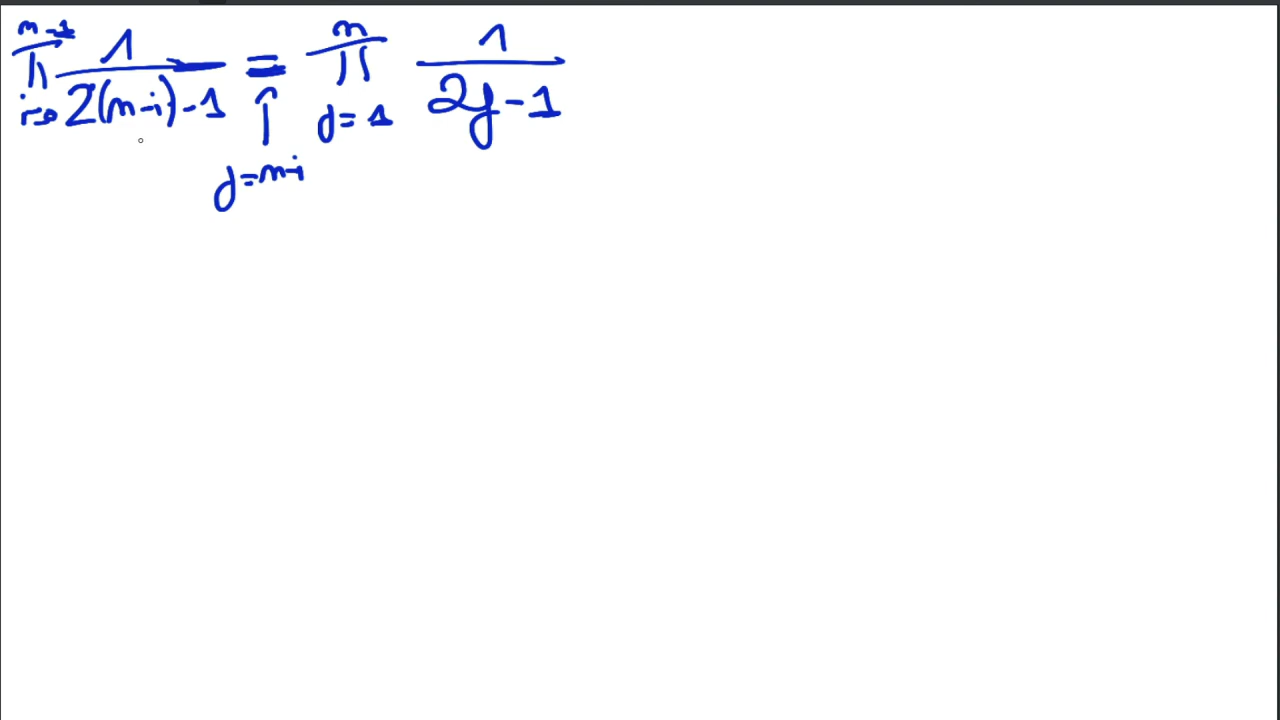 n-1
∏ 1/(2(n-i)-1) = ∏ 1/(2j-1)
i=0 ↑ j=1 n
j=n-i